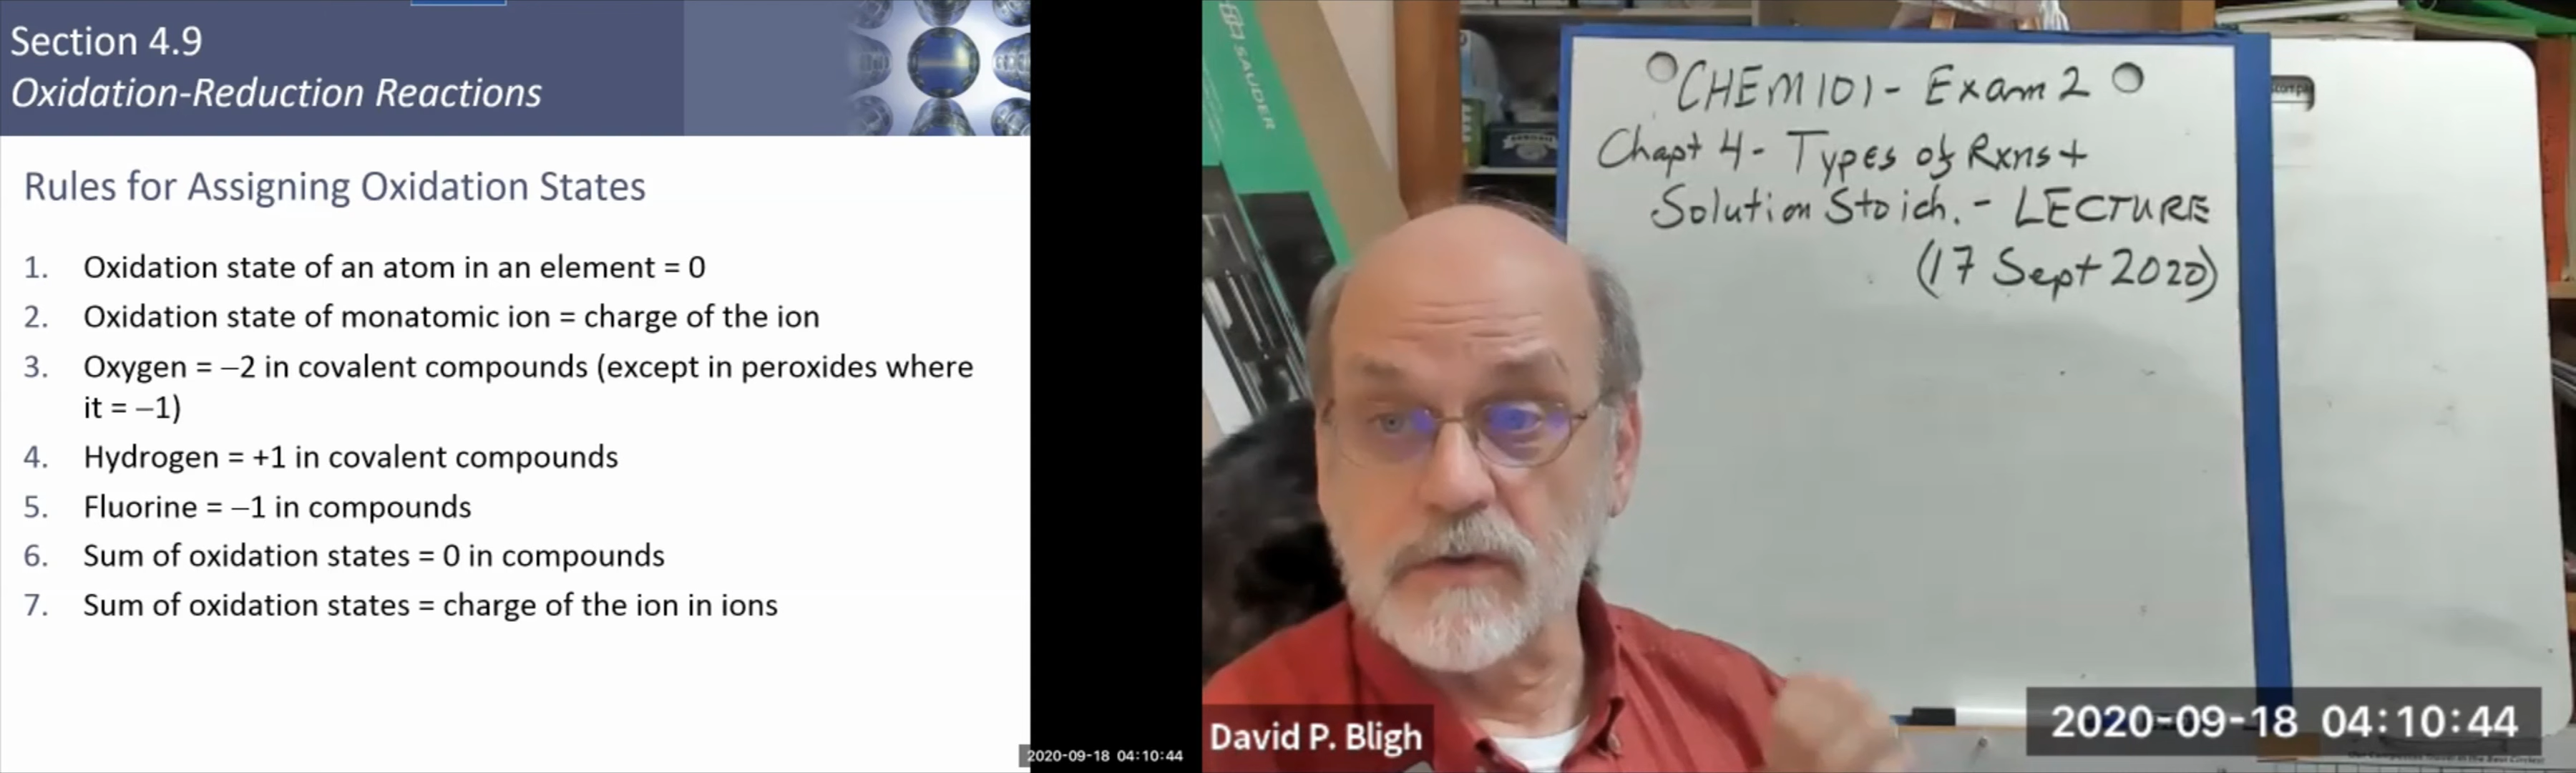 Section 4.9
Oxidation-Reduction Reactions
Rules for Assigning Oxidation States
1. Oxidation state of an atom in an element = 0
2. Oxidation state of monatomic ion = charge of the ion
3. Oxygen = −2 in covalent compounds (except in peroxides where
it = −1)
4. Hydrogen = +1 in covalent compounds
5. Fluorine = −1 in compounds
6. Sum of oxidation states = 0 in compounds
7. Sum of oxidation states = charge of the ion in ions
2020-09-18 04:10:44
SAUDER
CHEM 101 - Exam 2
Chapt 4 - Types of Rxns +
Solution Stoich. - LECTURE
(17 Sept 2020)
David P. Bligh
2020-09-18 04:10:44